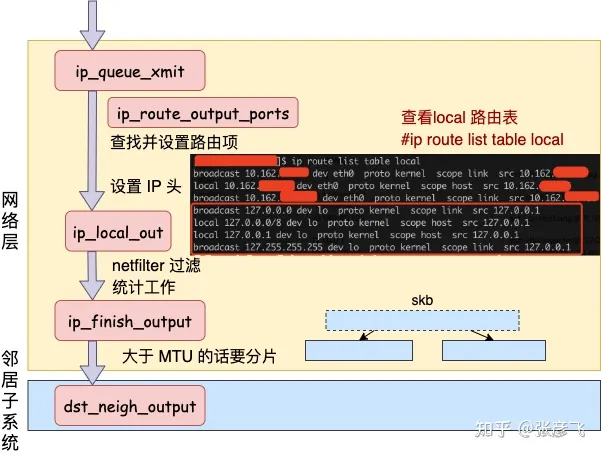 ip_queue_xmit
ip_route_output_ports
查找并设置路由项
查看local 路由表
#ip route list table local
]$ ip route list table local
broadcast 10.162. dev eth0 proto kernel scope link src 10.162.
local 10.162. dev eth0 proto kernel scope host src 10.162.
broadcast 10.162. dev eth0 proto kernel scope link src 10.162.
broadcast 127.0.0.0 dev lo proto kernel scope link src 127.0.0.1
local 127.0.0.0/8 dev lo proto kernel scope host src 127.0.0.1
local 127.0.0.1 dev lo proto kernel scope host src 127.0.0.1
broadcast 127.255.255.255 dev lo proto kernel scope link src 127.0.0.1
设置 IP 头
网络层
ip_local_out
netfilter 过滤
统计工作
ip_finish_output
skb
大于 MTU 的话要分片
邻居子系统
dst_neigh_output
知乎 @张彦飞